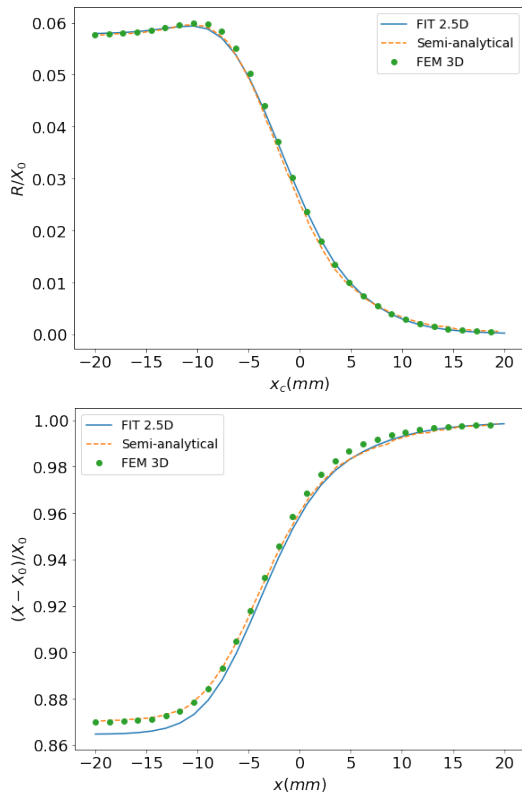 0.06
0.05
0.04
0.03
0.02
0.01
0.00
R/X₀
FIT 2.5D
Semi-analytical
FEM 3D
−20 −15 −10 −5 0 5 10 15 20
x_c(mm)
1.00
0.98
0.96
0.94
0.92
0.90
0.88
0.86
(X − X₀)/X₀
FIT 2.5D
Semi-analytical
FEM 3D
−20 −15 −10 −5 0 5 10 15 20
x(mm)